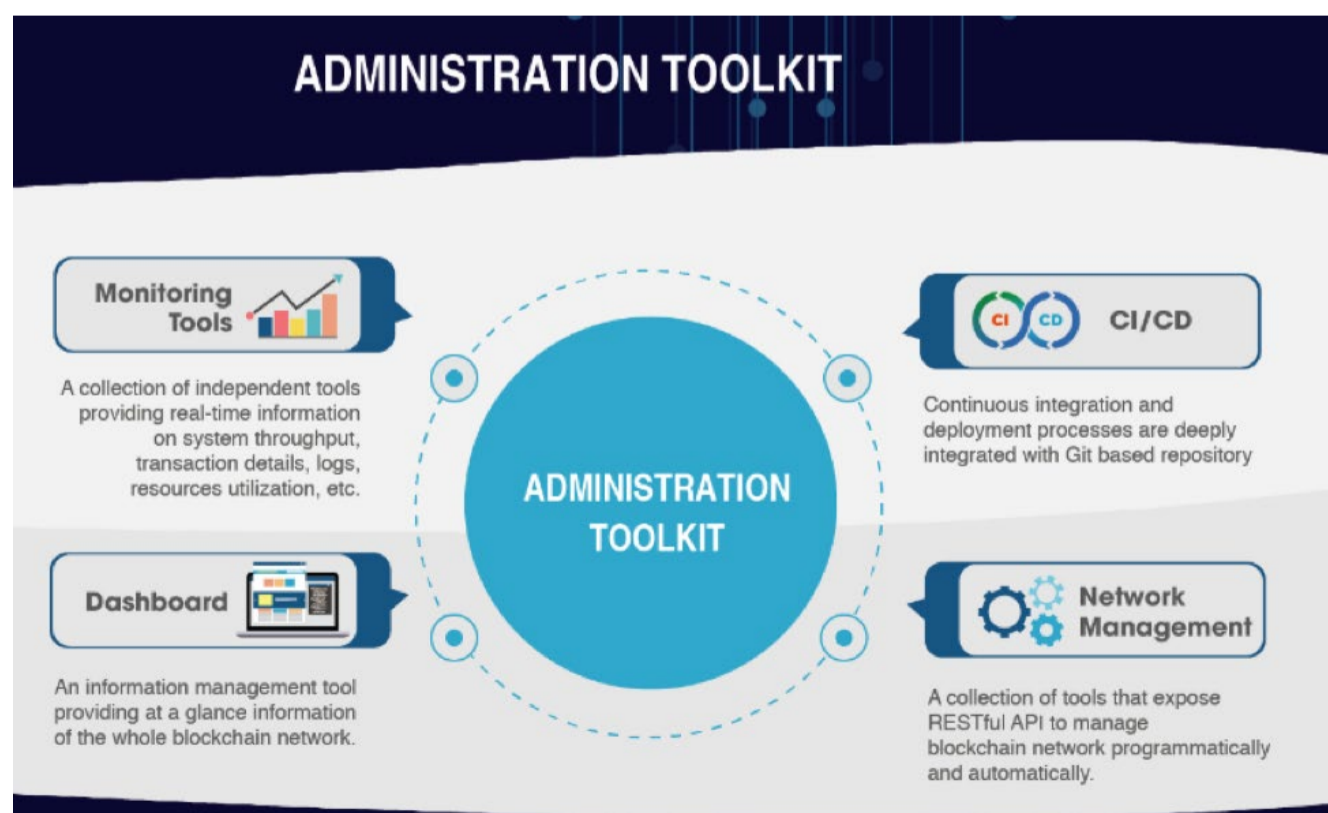 ADMINISTRATION TOOLKIT
Monitoring
Tools
A collection of independent tools
providing real-time information
on system throughput,
transaction details, logs,
resources utilization, etc.
Dashboard
An information management tool
providing at a glance information
of the whole blockchain network.
ADMINISTRATION
TOOLKIT
CI CD CI/CD
Continuous integration and
deployment processes are deeply
integrated with Git based repository
Network
Management
A collection of tools that expose
RESTful API to manage
blockchain network programmatically
and automatically.